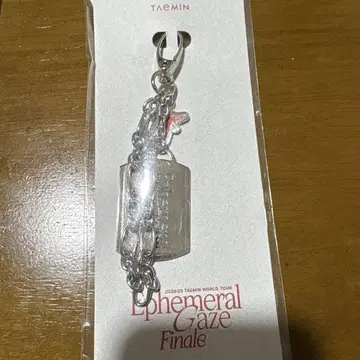 TAEMIN
2024-25 TAEMIN WORLD TOUR
Ephemeral
Gaze
Finale